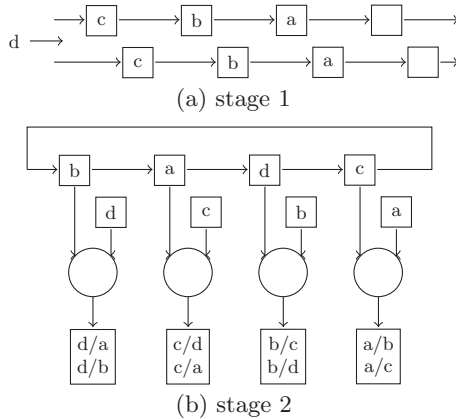 c b a
d
c b a
(a) stage 1
b a d c
d c b a
d/a c/d b/c a/b
d/b c/a b/d a/c
(b) stage 2